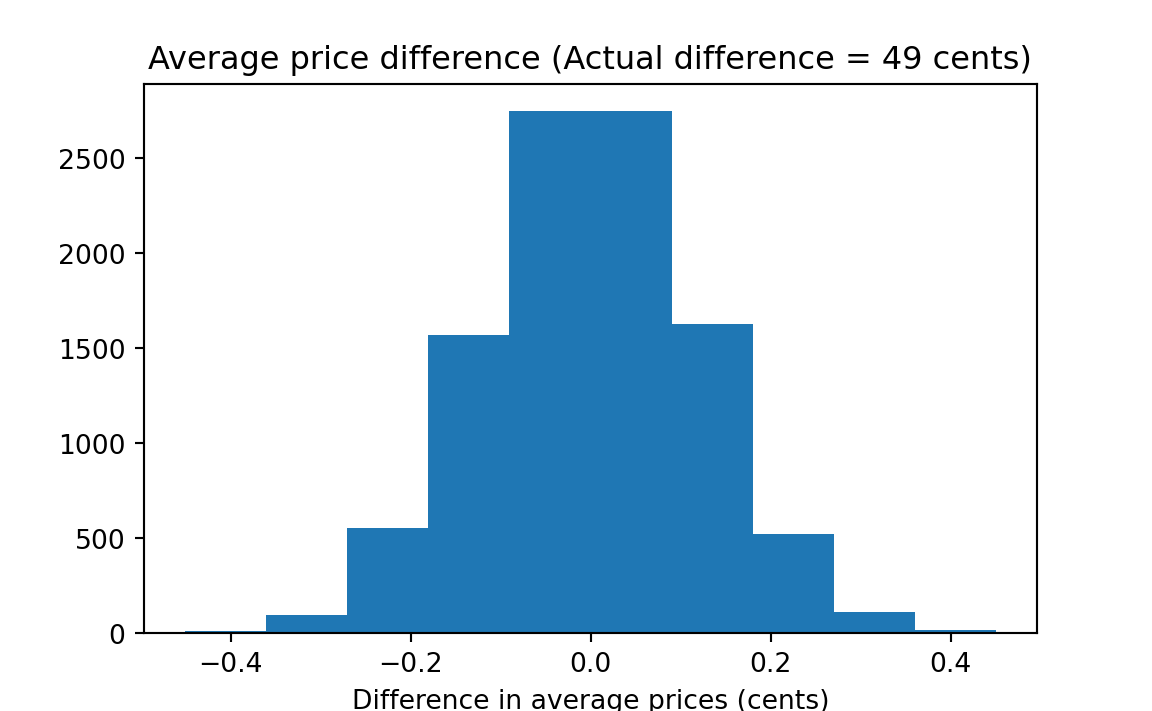 Average price difference (Actual difference = 49 cents)
2500
2000
1500
1000
500
0
−0.4 −0.2 0.0 0.2 0.4
Difference in average prices (cents)